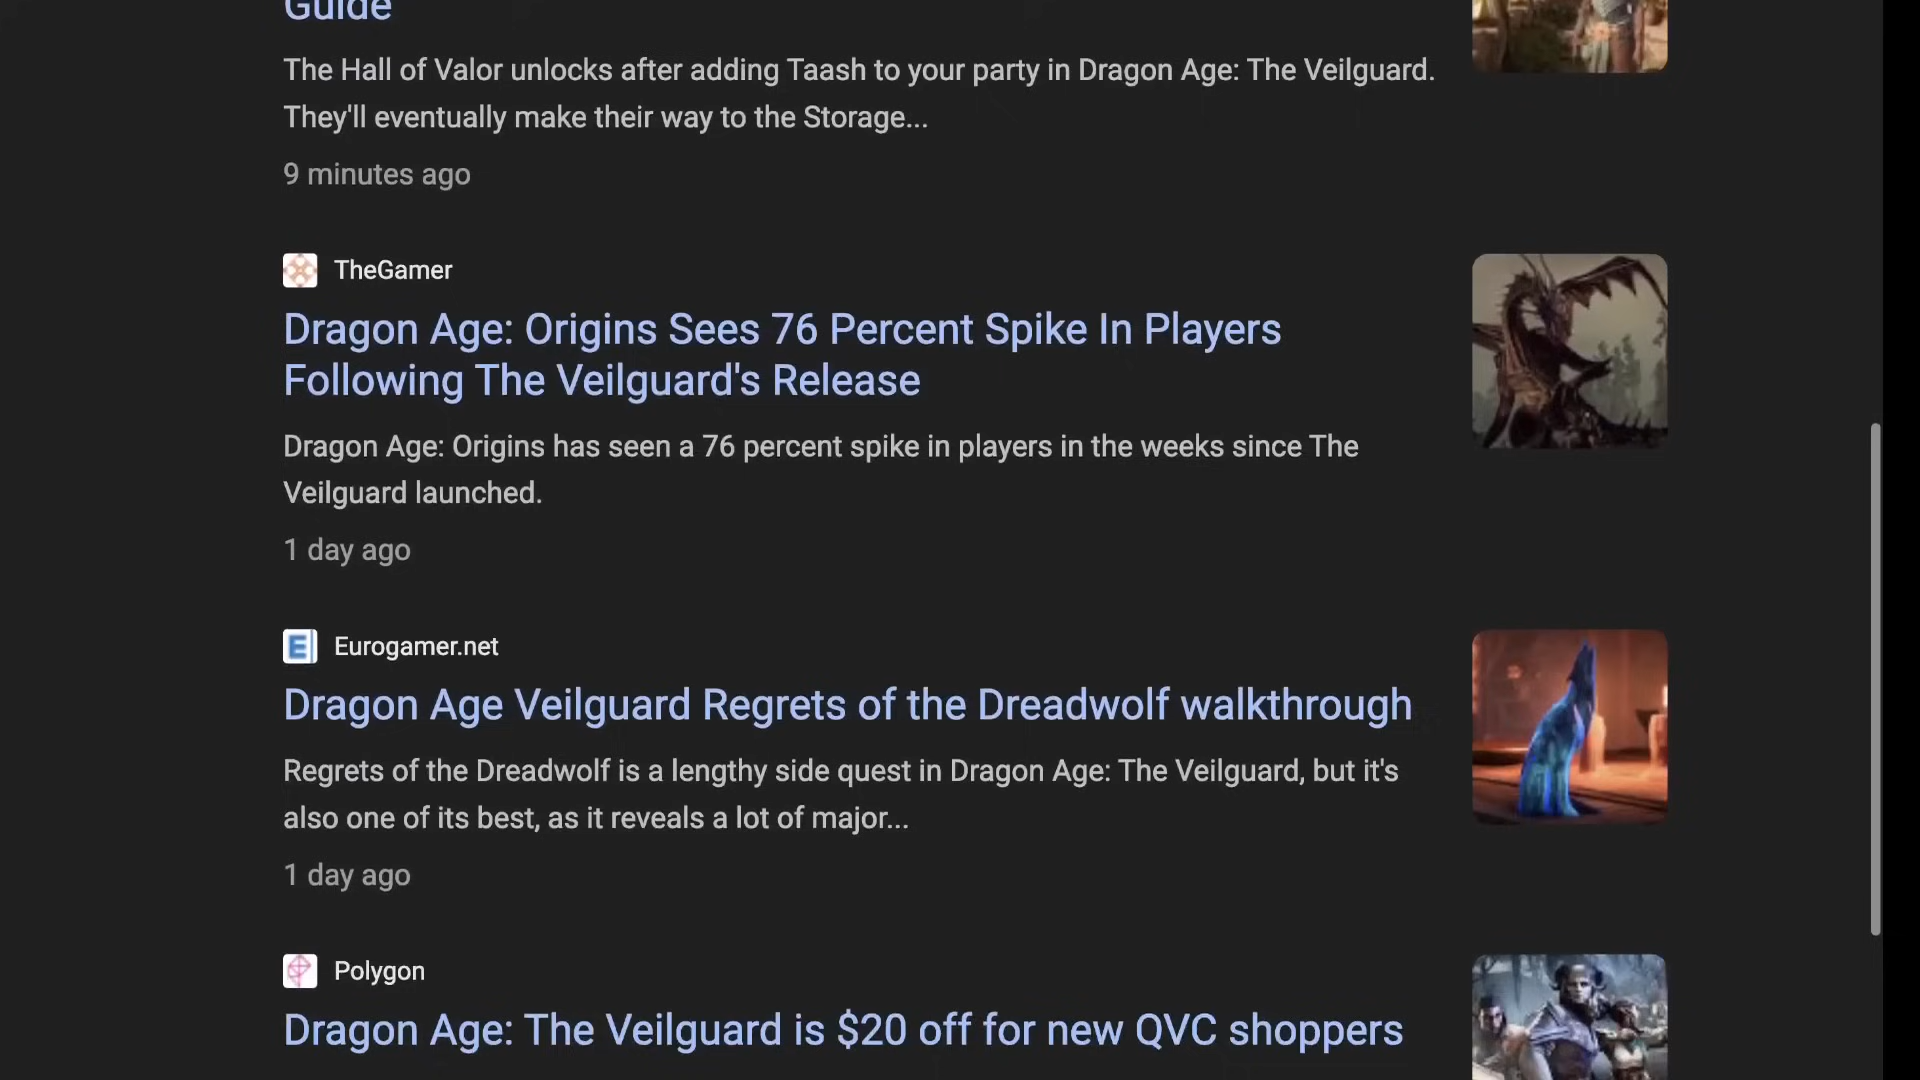 Guide
The Hall of Valor unlocks after adding Taash to your party in Dragon Age: The Veilguard.
They'll eventually make their way to the Storage...
9 minutes ago
TheGamer
Dragon Age: Origins Sees 76 Percent Spike In Players
Following The Veilguard's Release
Dragon Age: Origins has seen a 76 percent spike in players in the weeks since The
Veilguard launched.
1 day ago
Eurogamer.net
Dragon Age Veilguard Regrets of the Dreadwolf walkthrough
Regrets of the Dreadwolf is a lengthy side quest in Dragon Age: The Veilguard, but it's
also one of its best, as it reveals a lot of major...
1 day ago
Polygon
Dragon Age: The Veilguard is $20 off for new QVC shoppers